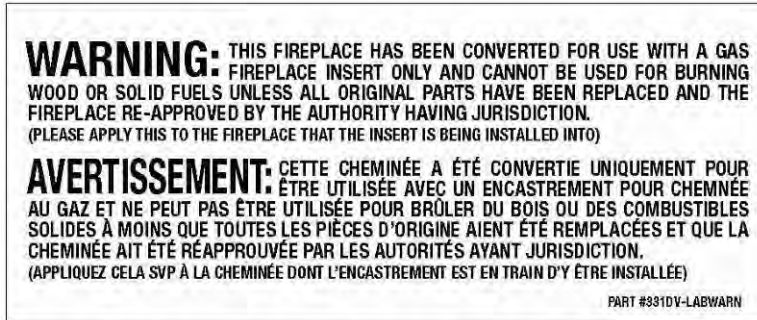 WARNING: THIS FIREPLACE HAS BEEN CONVERTED FOR USE WITH A GAS
FIREPLACE INSERT ONLY AND CANNOT BE USED FOR BURNING
WOOD OR SOLID FUELS UNLESS ALL ORIGINAL PARTS HAVE BEEN REPLACED AND THE
FIREPLACE RE-APPROVED BY THE AUTHORITY HAVING JURISDICTION.
(PLEASE APPLY THIS TO THE FIREPLACE THAT THE INSERT IS BEING INSTALLED INTO)
AVERTISSEMENT: CETTE CHEMINÉE A ÉTÉ CONVERTIE UNIQUEMENT POUR
ÊTRE UTILISÉE AVEC UN ENCASTREMENT POUR CHEMNÉE
AU GAZ ET NE PEUT PAS ÊTRE UTILISÉE POUR BRÛLER DU BOIS OU DES COMBUSTIBLES
SOLIDES À MOINS QUE TOUTES LES PIÈCES D'ORIGINE AIENT ÉTÉ REMPLACÉES ET QUE LA
CHEMINÉE AIT ÉTÉ RÉAPPROUVÉE PAR LES AUTORITÉS AYANT JURISDICTION.
(APPLIQUEZ CELA SVP À LA CHEMINÉE DONT L'ENCASTREMENT EST EN TRAIN D'Y ÊTRE INSTALLÉE)
PART #331DV-LABWARN